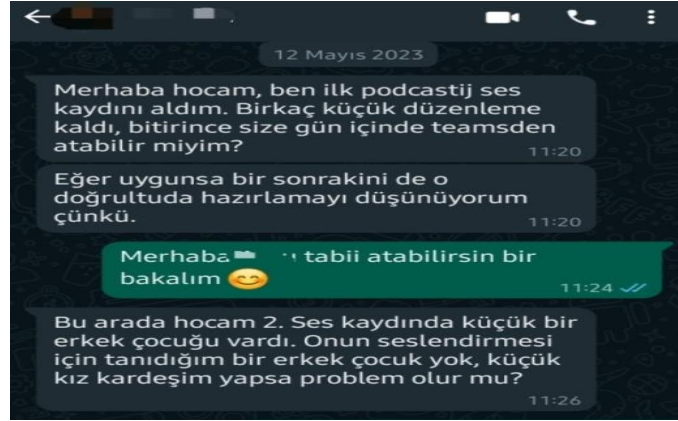 12 Mayıs 2023
Merhaba hocam, ben ilk podcastij ses
kaydını aldım. Birkaç küçük düzenleme
kaldı, bitirince size gün içinde teamsden
atabilir miyim?
11:20
Eğer uygunsa bir sonrakini de o
doğrultuda hazırlamayı düşünüyorum
çünkü.
11:20
Merhaba tabii atabilirsin bir
bakalım 😊
11:24
Bu arada hocam 2. Ses kaydında küçük bir
erkek çocuğu vardı. Onun seslendirmesi
için tanıdığım bir erkek çocuk yok, küçük
kız kardeşim yapsa problem olur mu?
11:26